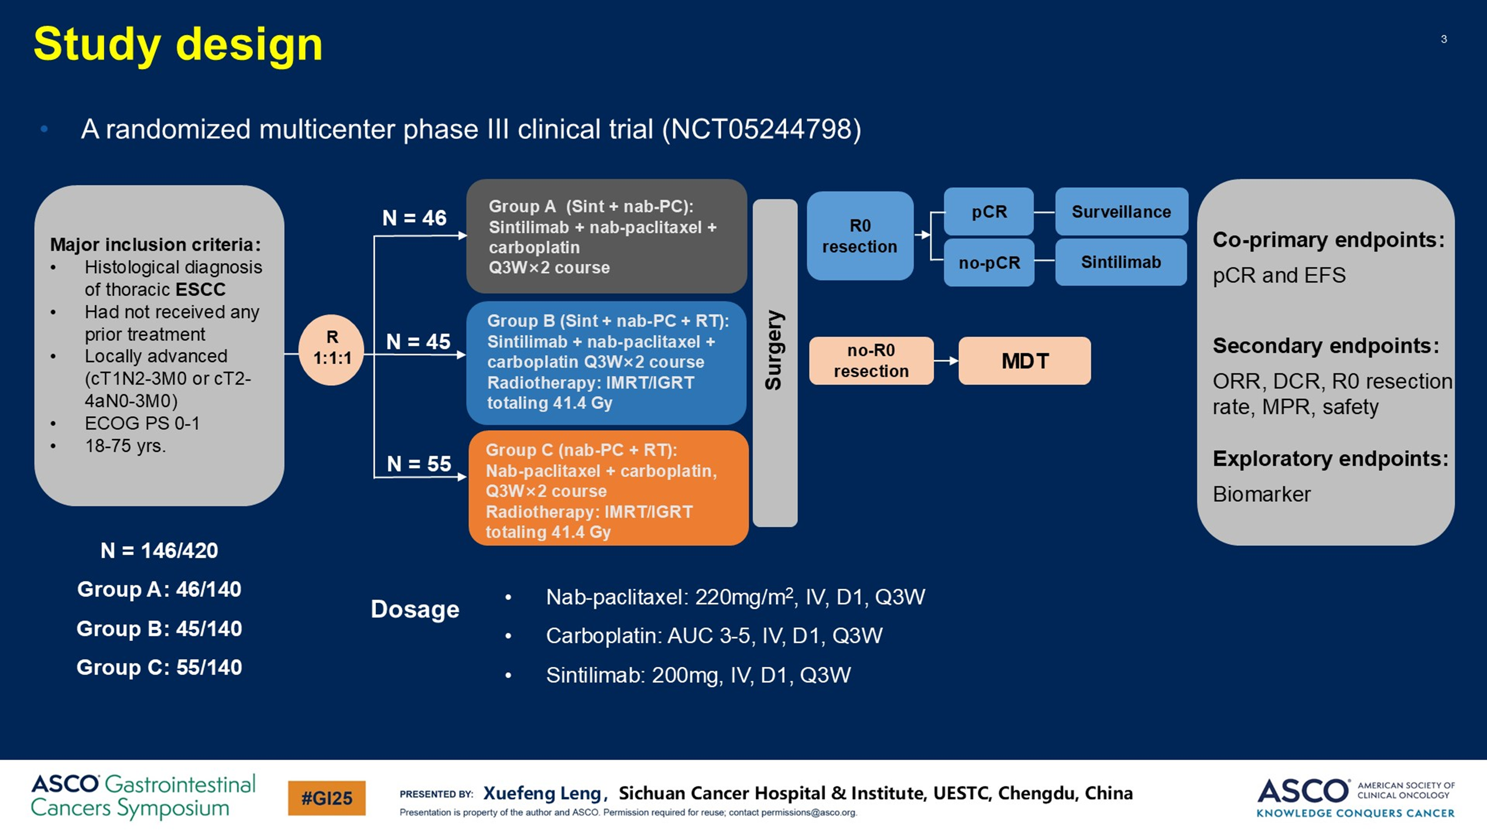 Study design
3
• A randomized multicenter phase III clinical trial (NCT05244798)
Major inclusion criteria:
• Histological diagnosis
of thoracic ESCC
• Had not received any
prior treatment
• Locally advanced
(cT1N2-3M0 or cT2-
4aN0-3M0)
• ECOG PS 0-1
• 18-75 yrs.
R
1:1:1
N = 46
Group A (Sint + nab-PC):
Sintilimab + nab-paclitaxel +
carboplatin
Q3W×2 course
N = 45
Group B (Sint + nab-PC + RT):
Sintilimab + nab-paclitaxel +
carboplatin Q3W×2 course
Radiotherapy: IMRT/IGRT
totaling 41.4 Gy
N = 55
Group C (nab-PC + RT):
Nab-paclitaxel + carboplatin,
Q3W×2 course
Radiotherapy: IMRT/IGRT
totaling 41.4 Gy
Surgery
R0
resection
pCR
Surveillance
no-pCR
Sintilimab
no-R0
resection
MDT
Co-primary endpoints:
pCR and EFS
Secondary endpoints:
ORR, DCR, R0 resection
rate, MPR, safety
Exploratory endpoints:
Biomarker
N = 146/420
Group A: 46/140
Group B: 45/140
Group C: 55/140
Dosage
• Nab-paclitaxel: 220mg/m², IV, D1, Q3W
• Carboplatin: AUC 3-5, IV, D1, Q3W
• Sintilimab: 200mg, IV, D1, Q3W
ASCO® Gastrointestinal
Cancers Symposium
#GI25
PRESENTED BY: Xuefeng Leng, Sichuan Cancer Hospital & Institute, UESTC, Chengdu, China
Presentation is property of the author and ASCO. Permission required for reuse; contact permissions@asco.org.
ASCO® AMERICAN SOCIETY OF
CLINICAL ONCOLOGY
KNOWLEDGE CONQUERS CANCER